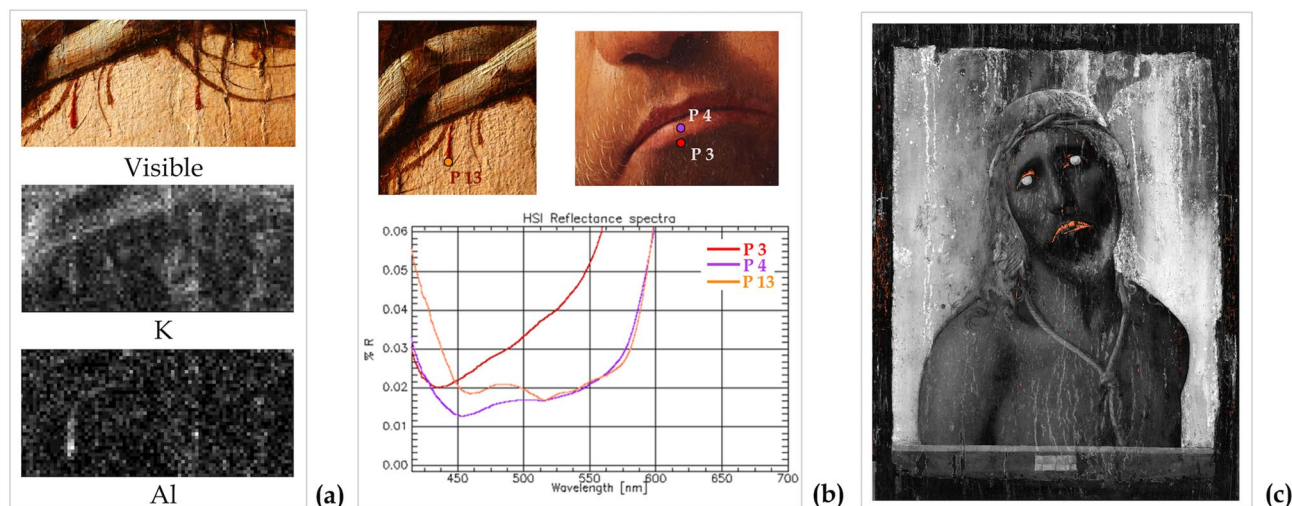 Visible
K
Al
(a)
P 13
P 4
P 3
HSI Reflectance spectra
0.06
0.05
0.04
0.03
0.02
0.01
0.00
% R
P 3
P 4
P 13
450
500
550
600
650
700
Wavelength [nm]
(b)
(c)